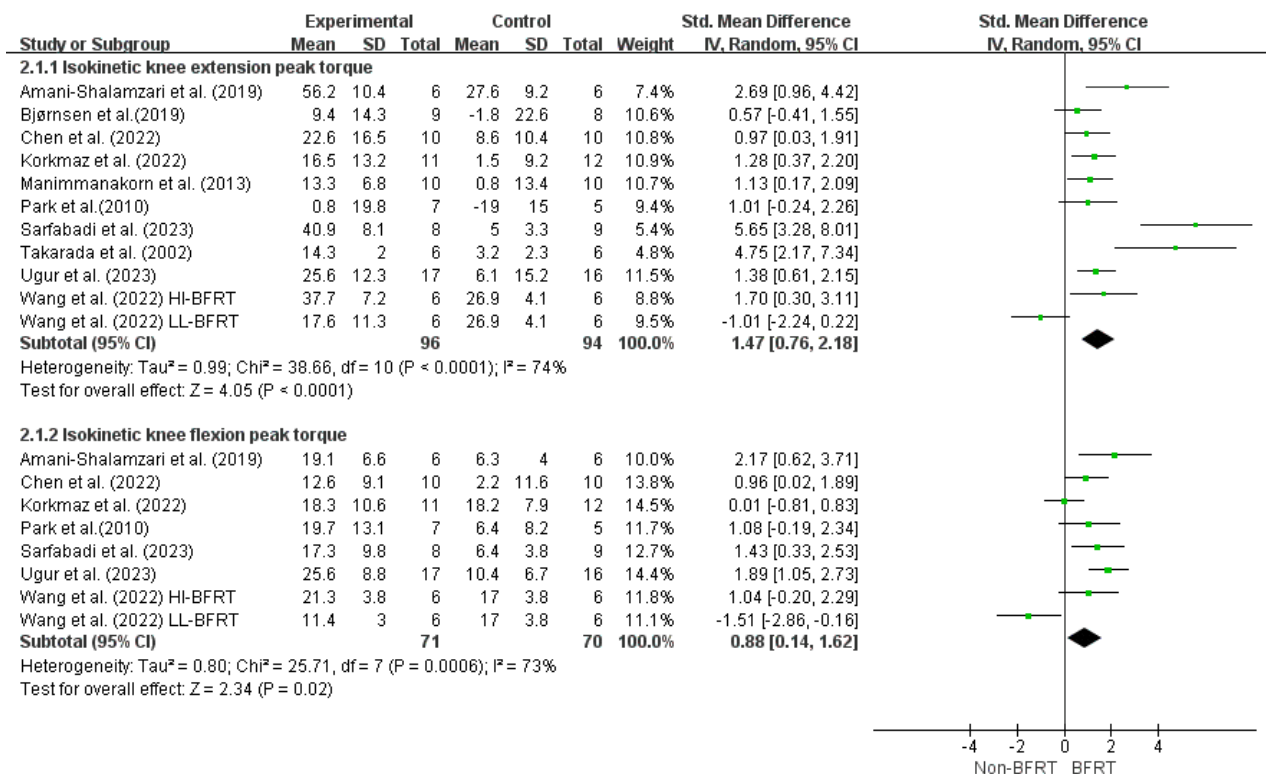 Experimental Control Std. Mean Difference Std. Mean Difference
Study or Subgroup Mean SD Total Mean SD Total Weight IV, Random, 95% CI IV, Random, 95% CI
2.1.1 Isokinetic knee extension peak torque
Amani-Shalamzari et al. (2019) 56.2 10.4 6 27.6 9.2 6 7.4% 2.69 [0.96, 4.42]
Bjørnsen et al.(2019) 9.4 14.3 9 -1.8 22.6 8 10.6% 0.57 [-0.41, 1.55]
Chen et al. (2022) 22.6 16.5 10 8.6 10.4 10 10.8% 0.97 [0.03, 1.91]
Korkmaz et al. (2022) 16.5 13.2 11 1.5 9.2 12 10.9% 1.28 [0.37, 2.20]
Manimmanakorn et al. (2013) 13.3 6.8 10 0.8 13.4 10 10.7% 1.13 [0.17, 2.09]
Park et al.(2010) 0.8 19.8 7 -19 15 5 9.4% 1.01 [-0.24, 2.26]
Sarfabadi et al. (2023) 40.9 8.1 8 5 3.3 9 5.4% 5.65 [3.28, 8.01]
Takarada et al. (2002) 14.3 2 6 3.2 2.3 6 4.8% 4.75 [2.17, 7.34]
Ugur et al. (2023) 25.6 12.3 17 6.1 15.2 16 11.5% 1.38 [0.61, 2.15]
Wang et al. (2022) HI-BFRT 37.7 7.2 6 26.9 4.1 6 8.8% 1.70 [0.30, 3.11]
Wang et al. (2022) LL-BFRT 17.6 11.3 6 26.9 4.1 6 9.5% -1.01 [-2.24, 0.22]
Subtotal (95% CI) 96 94 100.0% 1.47 [0.76, 2.18]
Heterogeneity: Tau² = 0.99; Chi² = 38.66, df = 10 (P < 0.0001); I² = 74%
Test for overall effect: Z = 4.05 (P < 0.0001)
2.1.2 Isokinetic knee flexion peak torque
Amani-Shalamzari et al. (2019) 19.1 6.6 6 6.3 4 6 10.0% 2.17 [0.62, 3.71]
Chen et al. (2022) 12.6 9.1 10 2.2 11.6 10 13.8% 0.96 [0.02, 1.89]
Korkmaz et al. (2022) 18.3 10.6 11 18.2 7.9 12 14.5% 0.01 [-0.81, 0.83]
Park et al.(2010) 19.7 13.1 7 6.4 8.2 5 11.7% 1.08 [-0.19, 2.34]
Sarfabadi et al. (2023) 17.3 9.8 8 6.4 3.8 9 12.7% 1.43 [0.33, 2.53]
Ugur et al. (2023) 25.6 8.8 17 10.4 6.7 16 14.4% 1.89 [1.05, 2.73]
Wang et al. (2022) HI-BFRT 21.3 3.8 6 17 3.8 6 11.8% 1.04 [-0.20, 2.29]
Wang et al. (2022) LL-BFRT 11.4 3 6 17 3.8 6 11.1% -1.51 [-2.86, -0.16]
Subtotal (95% CI) 71 70 100.0% 0.88 [0.14, 1.62]
Heterogeneity: Tau² = 0.80; Chi² = 25.71, df = 7 (P = 0.0006); I² = 73%
Test for overall effect: Z = 2.34 (P = 0.02)
-4 -2 0 2 4
Non-BFRT BFRT